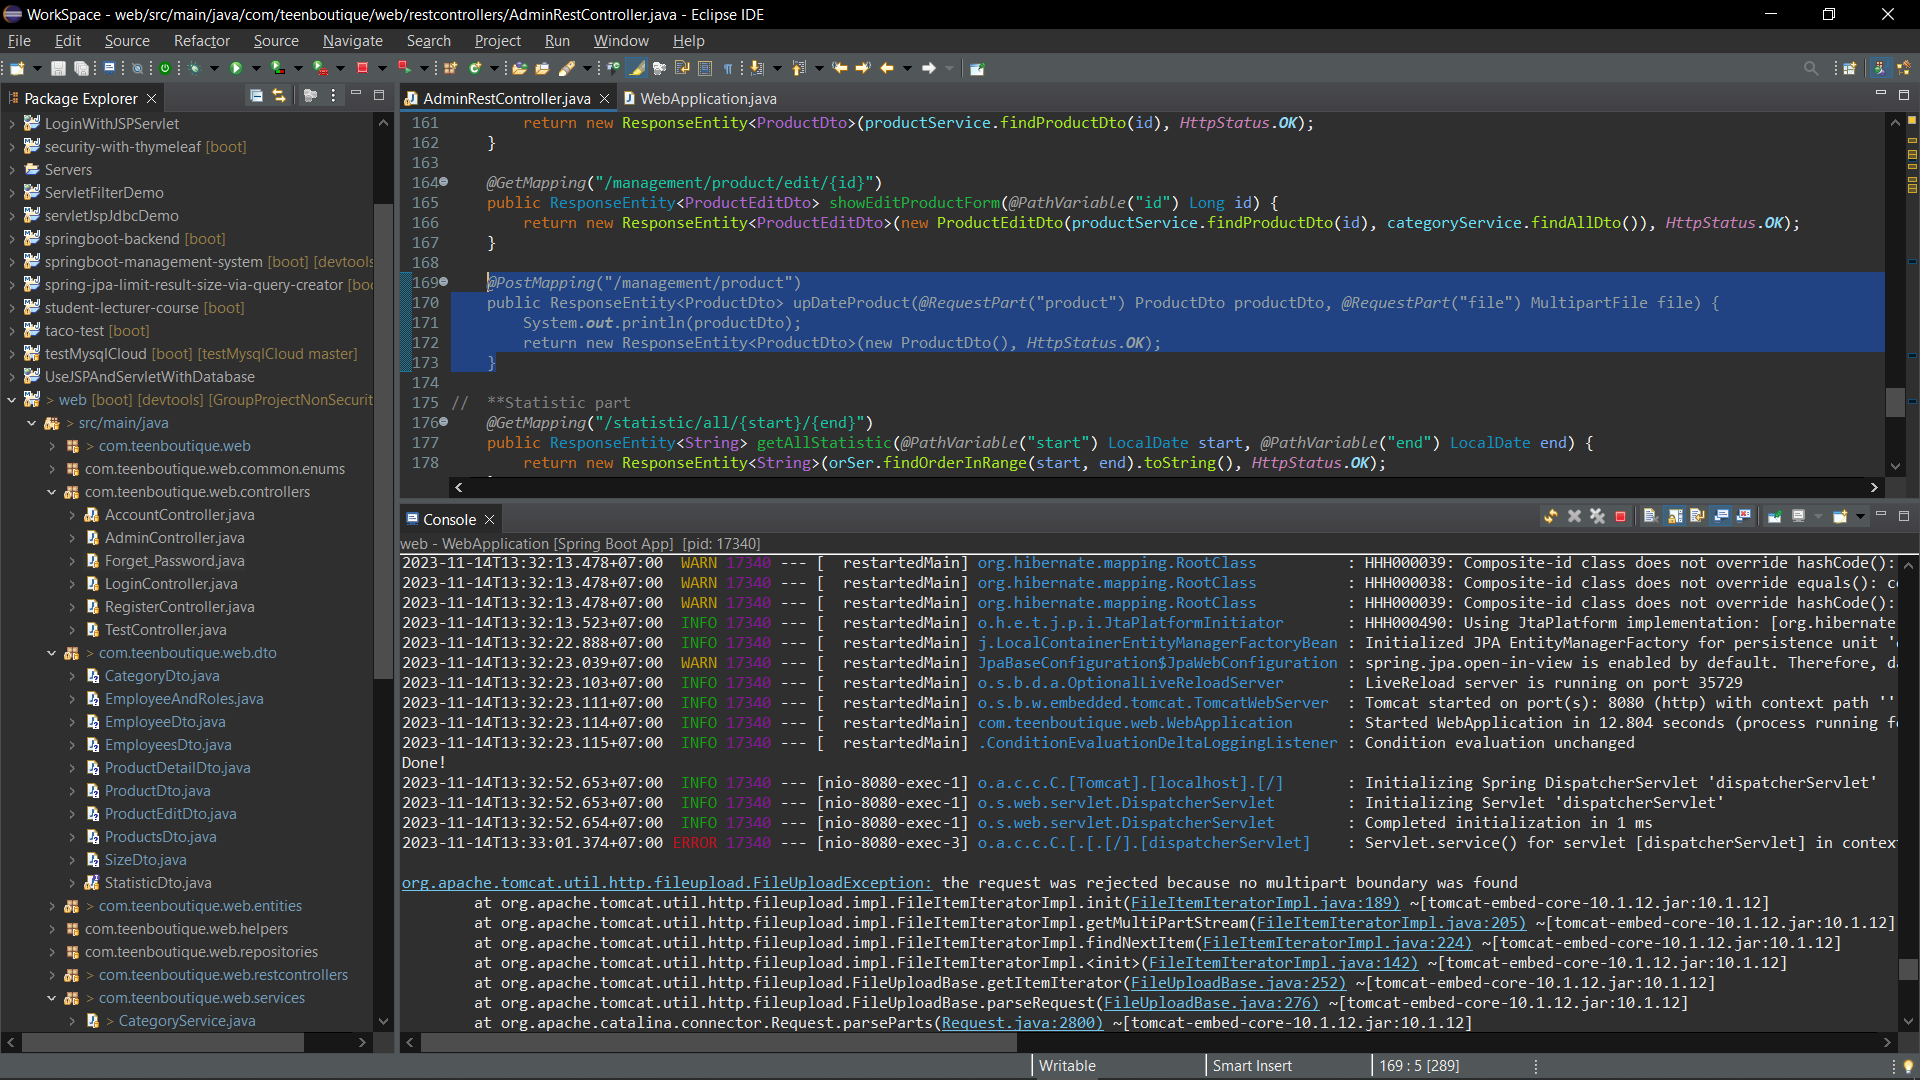 WorkSpace - web/src/main/java/com/teenboutique/web/restcontrollers/AdminRestController.java - Eclipse IDE
File Edit Source Refactor Source Navigate Search Project Run Window Help
Package Explorer
LoginWithJSPServlet
security-with-thymeleaf [boot]
Servers
ServletFilterDemo
servletJspJdbcDemo
springboot-backend [boot]
springboot-management-system [boot] [devtools
spring-jpa-limit-result-size-via-query-creator [boo
student-lecturer-course [boot]
taco-test [boot]
testMysqlCloud [boot] [testMysqlCloud master]
UseJSPAndServletWithDatabase
> web [boot] [devtools] [GroupProjectNonSecurit
> src/main/java
> com.teenboutique.web
com.teenboutique.web.common.enums
com.teenboutique.web.controllers
AccountController.java
AdminController.java
Forget_Password.java
LoginController.java
RegisterController.java
TestController.java
> com.teenboutique.web.dto
CategoryDto.java
EmployeeAndRoles.java
EmployeeDto.java
EmployeesDto.java
ProductDetailDto.java
ProductDto.java
ProductEditDto.java
ProductsDto.java
SizeDto.java
StatisticDto.java
> com.teenboutique.web.entities
com.teenboutique.web.helpers
com.teenboutique.web.repositories
> com.teenboutique.web.restcontrollers
> com.teenboutique.web.services
> CategoryService.java
AdminRestController.java
WebApplication.java
161 return new ResponseEntity<ProductDto>(productService.findProductDto(id), HttpStatus.OK);
162 }
163
164 @GetMapping("/management/product/edit/{id}")
165 public ResponseEntity<ProductEditDto> showEditProductForm(@PathVariable("id") Long id) {
166 return new ResponseEntity<ProductEditDto>(new ProductEditDto(productService.findProductDto(id), categoryService.findAllDto()), HttpStatus.OK);
167 }
168
169 @PostMapping("/management/product")
170 public ResponseEntity<ProductDto> upDateProduct(@RequestPart("product") ProductDto productDto, @RequestPart("file") MultipartFile file) {
171 System.out.println(productDto);
172 return new ResponseEntity<ProductDto>(new ProductDto(), HttpStatus.OK);
173 }
174
175 // **Statistic part
176 @GetMapping("/statistic/all/{start}/{end}")
177 public ResponseEntity<String> getAllStatistic(@PathVariable("start") LocalDate start, @PathVariable("end") LocalDate end) {
178 return new ResponseEntity<String>(orSer.findOrderInRange(start, end).toString(), HttpStatus.OK);
Console
web - WebApplication [Spring Boot App] [pid: 17340]
2023-11-14T13:32:13.478+07:00 WARN 17340 --- [ restartedMain] org.hibernate.mapping.RootClass : HHH000039: Composite-id class does not override hashCode():
2023-11-14T13:32:13.478+07:00 WARN 17340 --- [ restartedMain] org.hibernate.mapping.RootClass : HHH000038: Composite-id class does not override equals(): c
2023-11-14T13:32:13.478+07:00 WARN 17340 --- [ restartedMain] org.hibernate.mapping.RootClass : HHH000039: Composite-id class does not override hashCode():
2023-11-14T13:32:13.523+07:00 INFO 17340 --- [ restartedMain] o.h.e.t.j.p.i.JtaPlatformInitiator : HHH000490: Using JtaPlatform implementation: [org.hibernate
2023-11-14T13:32:22.888+07:00 INFO 17340 --- [ restartedMain] j.LocalContainerEntityManagerFactoryBean : Initialized JPA EntityManagerFactory for persistence unit '
2023-11-14T13:32:23.039+07:00 WARN 17340 --- [ restartedMain] JpaBaseConfiguration$JpaWebConfiguration : spring.jpa.open-in-view is enabled by default. Therefore, d
2023-11-14T13:32:23.103+07:00 INFO 17340 --- [ restartedMain] o.s.b.d.a.OptionalLiveReloadServer : LiveReload server is running on port 35729
2023-11-14T13:32:23.111+07:00 INFO 17340 --- [ restartedMain] o.s.b.w.embedded.tomcat.TomcatWebServer : Tomcat started on port(s): 8080 (http) with context path ''
2023-11-14T13:32:23.114+07:00 INFO 17340 --- [ restartedMain] com.teenboutique.web.WebApplication : Started WebApplication in 12.804 seconds (process running f
2023-11-14T13:32:23.115+07:00 INFO 17340 --- [ restartedMain] .ConditionEvaluationDeltaLoggingListener : Condition evaluation unchanged
Done!
2023-11-14T13:32:52.653+07:00 INFO 17340 --- [nio-8080-exec-1] o.a.c.c.C.[Tomcat].[localhost].[/] : Initializing Spring DispatcherServlet 'dispatcherServlet'
2023-11-14T13:32:52.653+07:00 INFO 17340 --- [nio-8080-exec-1] o.s.web.servlet.DispatcherServlet : Initializing Servlet 'dispatcherServlet'
2023-11-14T13:32:52.654+07:00 INFO 17340 --- [nio-8080-exec-1] o.s.web.servlet.DispatcherServlet : Completed initialization in 1 ms
2023-11-14T13:33:01.374+07:00 ERROR 17340 --- [nio-8080-exec-3] o.a.c.c.C.[.[.[/].[dispatcherServlet] : Servlet.service() for servlet [dispatcherServlet] in contex
org.apache.tomcat.util.http.fileupload.FileUploadException: the request was rejected because no multipart boundary was found
at org.apache.tomcat.util.http.fileupload.impl.FileItemIteratorImpl.init(FileItemIteratorImpl.java:189) ~[tomcat-embed-core-10.1.12.jar:10.1.12]
at org.apache.tomcat.util.http.fileupload.impl.FileItemIteratorImpl.getMultiPartStream(FileItemIteratorImpl.java:205) ~[tomcat-embed-core-10.1.12.jar:10.1.12]
at org.apache.tomcat.util.http.fileupload.impl.FileItemIteratorImpl.findNextItem(FileItemIteratorImpl.java:224) ~[tomcat-embed-core-10.1.12.jar:10.1.12]
at org.apache.tomcat.util.http.fileupload.impl.FileItemIteratorImpl.<init>(FileItemIteratorImpl.java:142) ~[tomcat-embed-core-10.1.12.jar:10.1.12]
at org.apache.tomcat.util.http.fileupload.FileUploadBase.getItemIterator(FileUploadBase.java:252) ~[tomcat-embed-core-10.1.12.jar:10.1.12]
at org.apache.tomcat.util.http.fileupload.FileUploadBase.parseRequest(FileUploadBase.java:276) ~[tomcat-embed-core-10.1.12.jar:10.1.12]
at org.apache.catalina.connector.Request.parseParts(Request.java:2800) ~[tomcat-embed-core-10.1.12.jar:10.1.12]
Writable Smart Insert 169 : 5 [289]